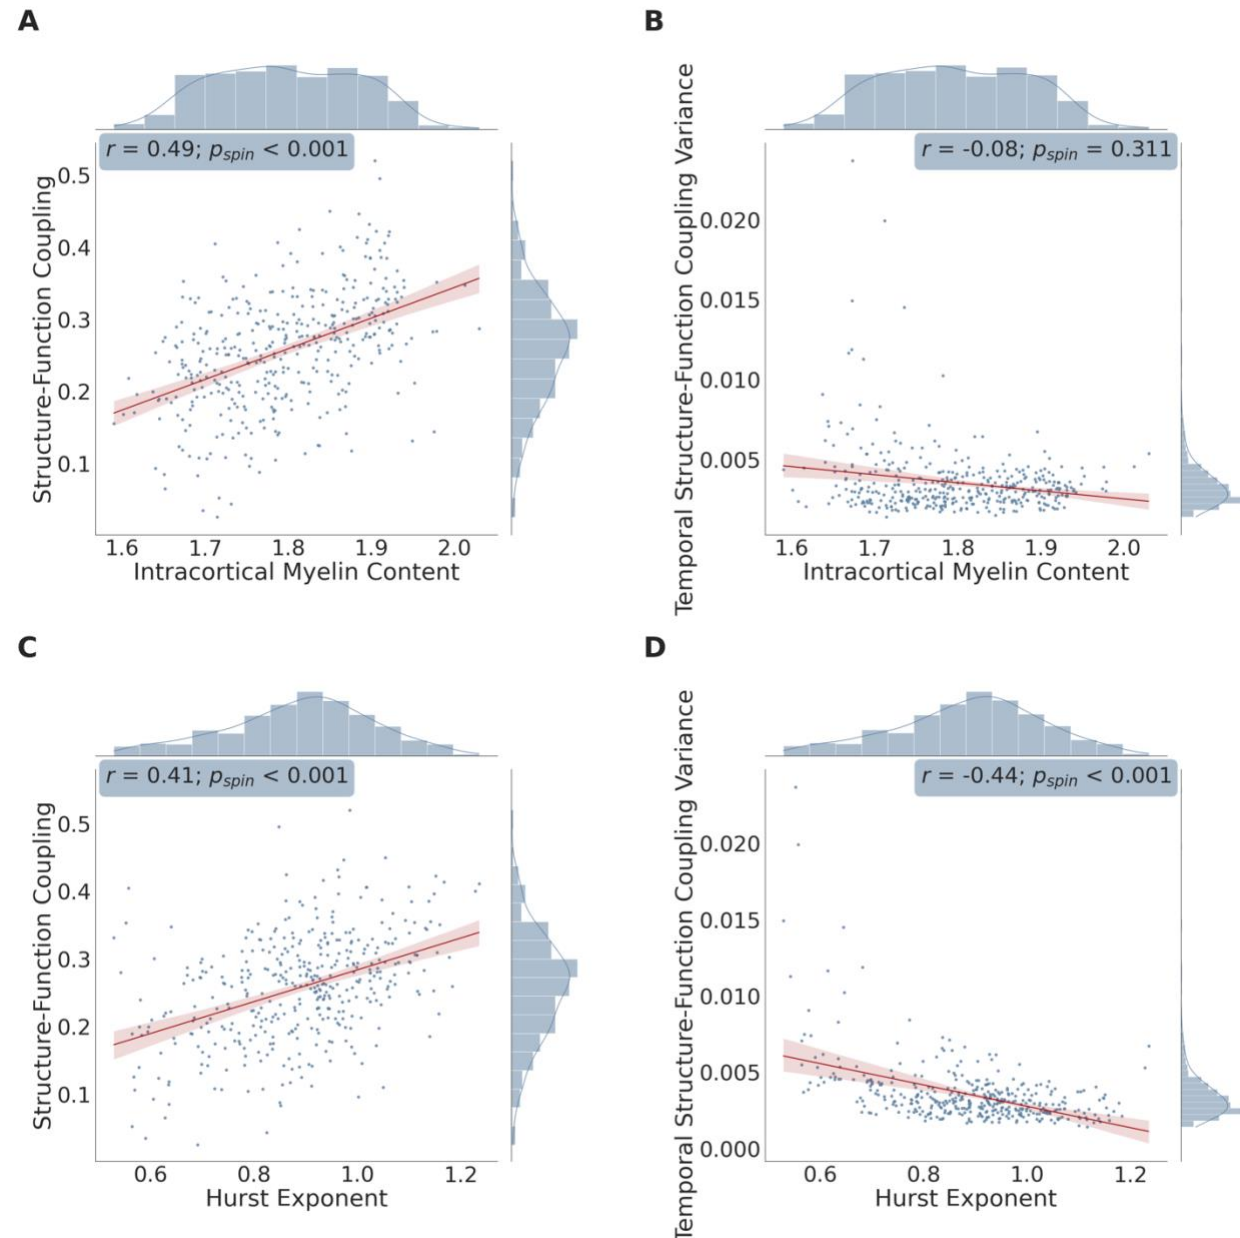 A
r = 0.49; pspin < 0.001
Structure-Function Coupling
0.5
0.4
0.3
0.2
0.1
1.6 1.7 1.8 1.9 2.0
Intracortical Myelin Content
B
r = -0.08; pspin = 0.311
Temporal Structure-Function Coupling Variance
0.020
0.015
0.010
0.005
1.6 1.7 1.8 1.9 2.0
Intracortical Myelin Content
C
r = 0.41; pspin < 0.001
Structure-Function Coupling
0.5
0.4
0.3
0.2
0.1
0.6 0.8 1.0 1.2
Hurst Exponent
D
r = -0.44; pspin < 0.001
Temporal Structure-Function Coupling Variance
0.020
0.015
0.010
0.005
0.000
0.6 0.8 1.0 1.2
Hurst Exponent